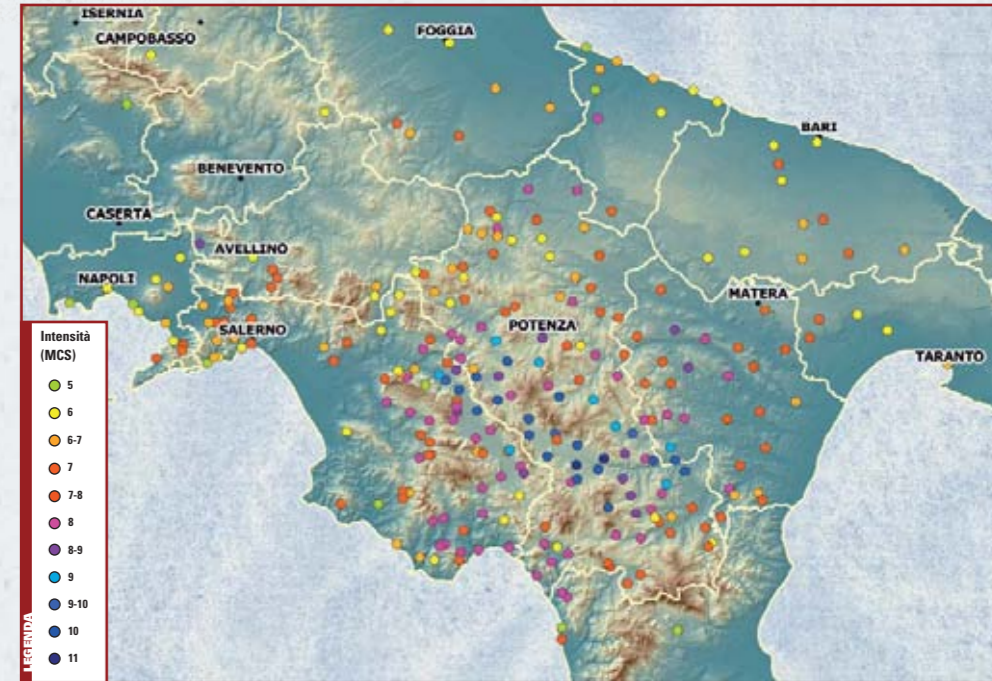 ISERNIA
CAMPOBASSO
FOGGIA
BARI
BENEVENTO
CASERTA
AVELLINO
NAPOLI
MATERA
SALERNO
POTENZA
TARANTO
LEGENDA
Intensità
(MCS)
5
6
6-7
7
7-8
8
8-9
9
9-10
10
11